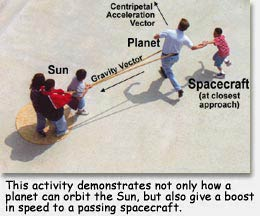 Centripetal
Acceleration
Vector
Planet
Sun
Gravity Vector
Spacecraft
(at closest
approach)
This activity demonstrates not only how a
planet can orbit the Sun, but also give a boost
in speed to a passing spacecraft.